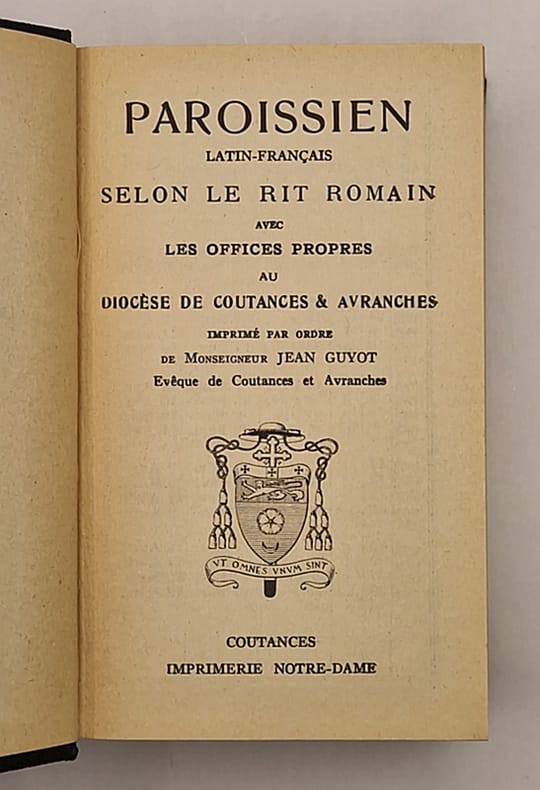 PAROISSIEN
LATIN-FRANÇAIS
SELON LE RIT ROMAIN
AVEC
LES OFFICES PROPRES
AU
DIOCÈSE DE COUTANCES & AVRANCHES
IMPRIMÉ PAR ORDRE
DE MONSEIGNEUR JEAN GUYOT
Evêque de Coutances et Avranches
VT OMNES VNVM SINT
COUTANCES
IMPRIMERIE NOTRE-DAME